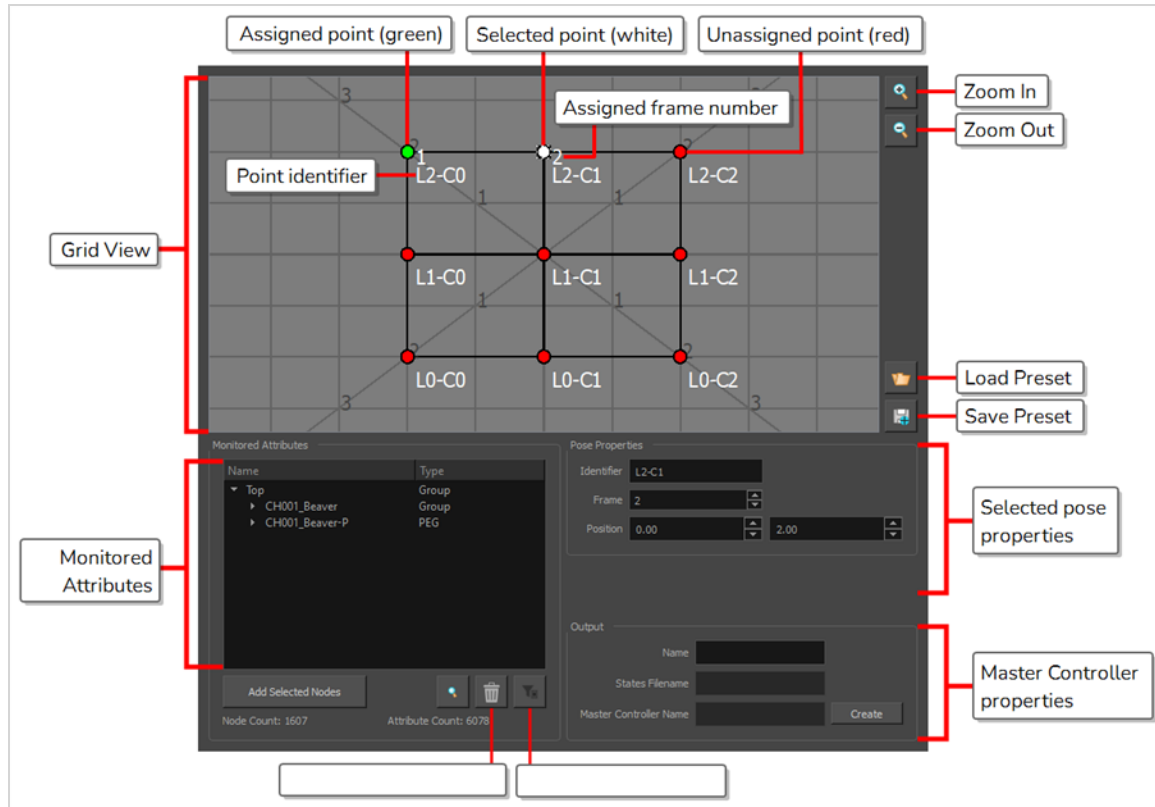 Assigned point (green)
Selected point (white)
Unassigned point (red)
3
3
Zoom In
Assigned frame number
Zoom Out
2
2
1
2
Point identifier
L2-C0
L2-C1
L2-C2
1
1
Grid View
L1-C0
L1-C1
L1-C2
1
1
2
2
L0-C0
L0-C1
L0-C2
Load Preset
3
3
Save Preset
Monitored Attributes
Name
Type
Top
Group
CH001_Beaver
Group
CH001_Beaver-P
PEG
Monitored
Attributes
Add Selected Nodes
Node Count: 1607
Attribute Count: 6078
Pose Properties
Identifier
L2-C1
Frame
2
Position
0.00
2.00
Selected pose
properties
Output
Name
States Filename
Master Controller Name
Create
Master Controller
properties